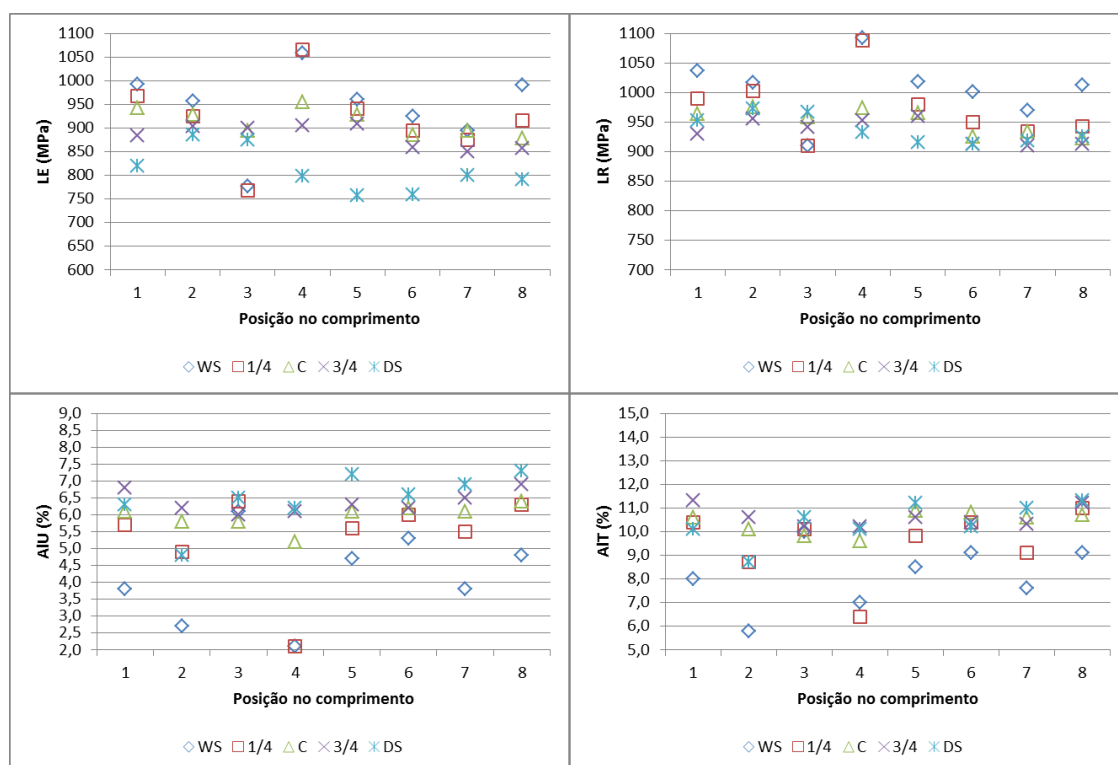 LE (MPa)
1100
1050
1000
950
900
850
800
750
700
650
600
1 2 3 4 5 6 7 8
Posição no comprimento
WS 1/4 C 3/4 DS
LR (MPa)
1100
1050
1000
950
900
850
800
750
700
1 2 3 4 5 6 7 8
Posição no comprimento
WS 1/4 C 3/4 DS
AIU (%)
9,0
8,5
8,0
7,5
7,0
6,5
6,0
5,5
5,0
4,5
4,0
3,5
3,0
2,5
2,0
1 2 3 4 5 6 7 8
Posição no comprimento
WS 1/4 C 3/4 DS
AIT (%)
15,0
14,0
13,0
12,0
11,0
10,0
9,0
8,0
7,0
6,0
5,0
1 2 3 4 5 6 7 8
Posição no comprimento
WS 1/4 C 3/4 DS